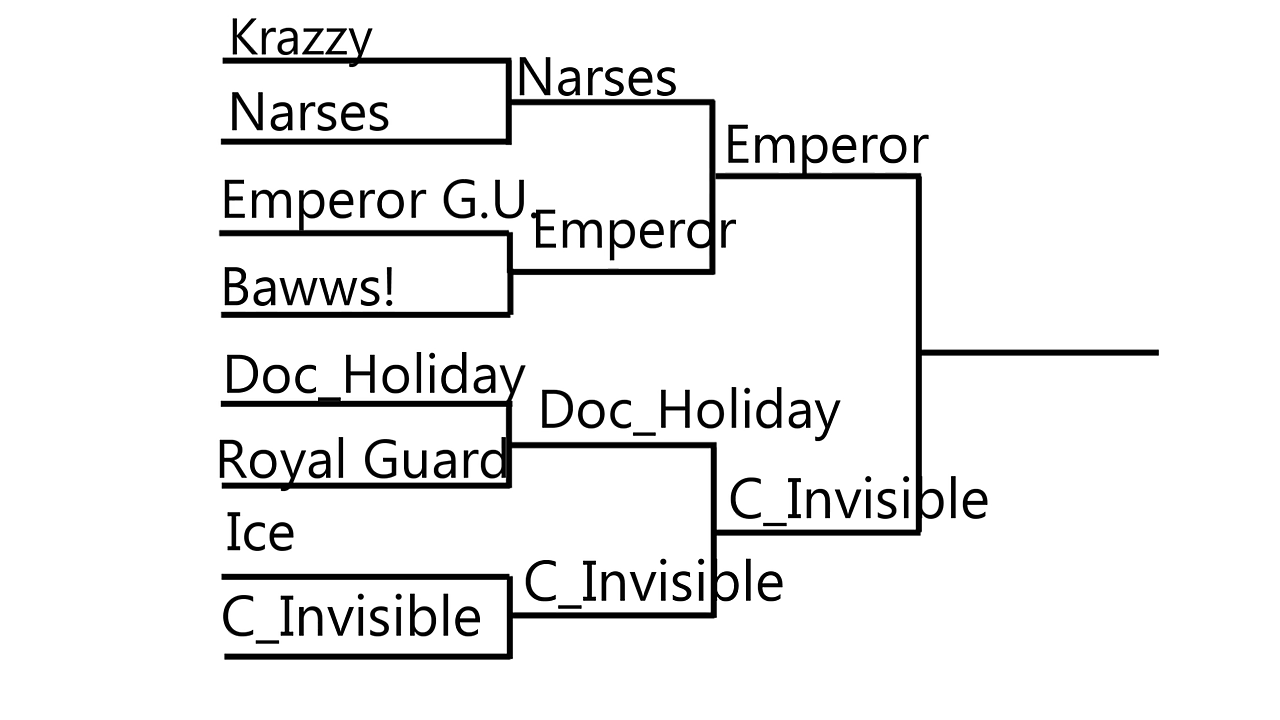 Krazzy
Narses
Narses
Emperor
Emperor G.U.
Emperor
Bawws!
Doc_Holiday
Doc_Holiday
Royal Guard
C_Invisible
Ice
C_Invisible
C_Invisible